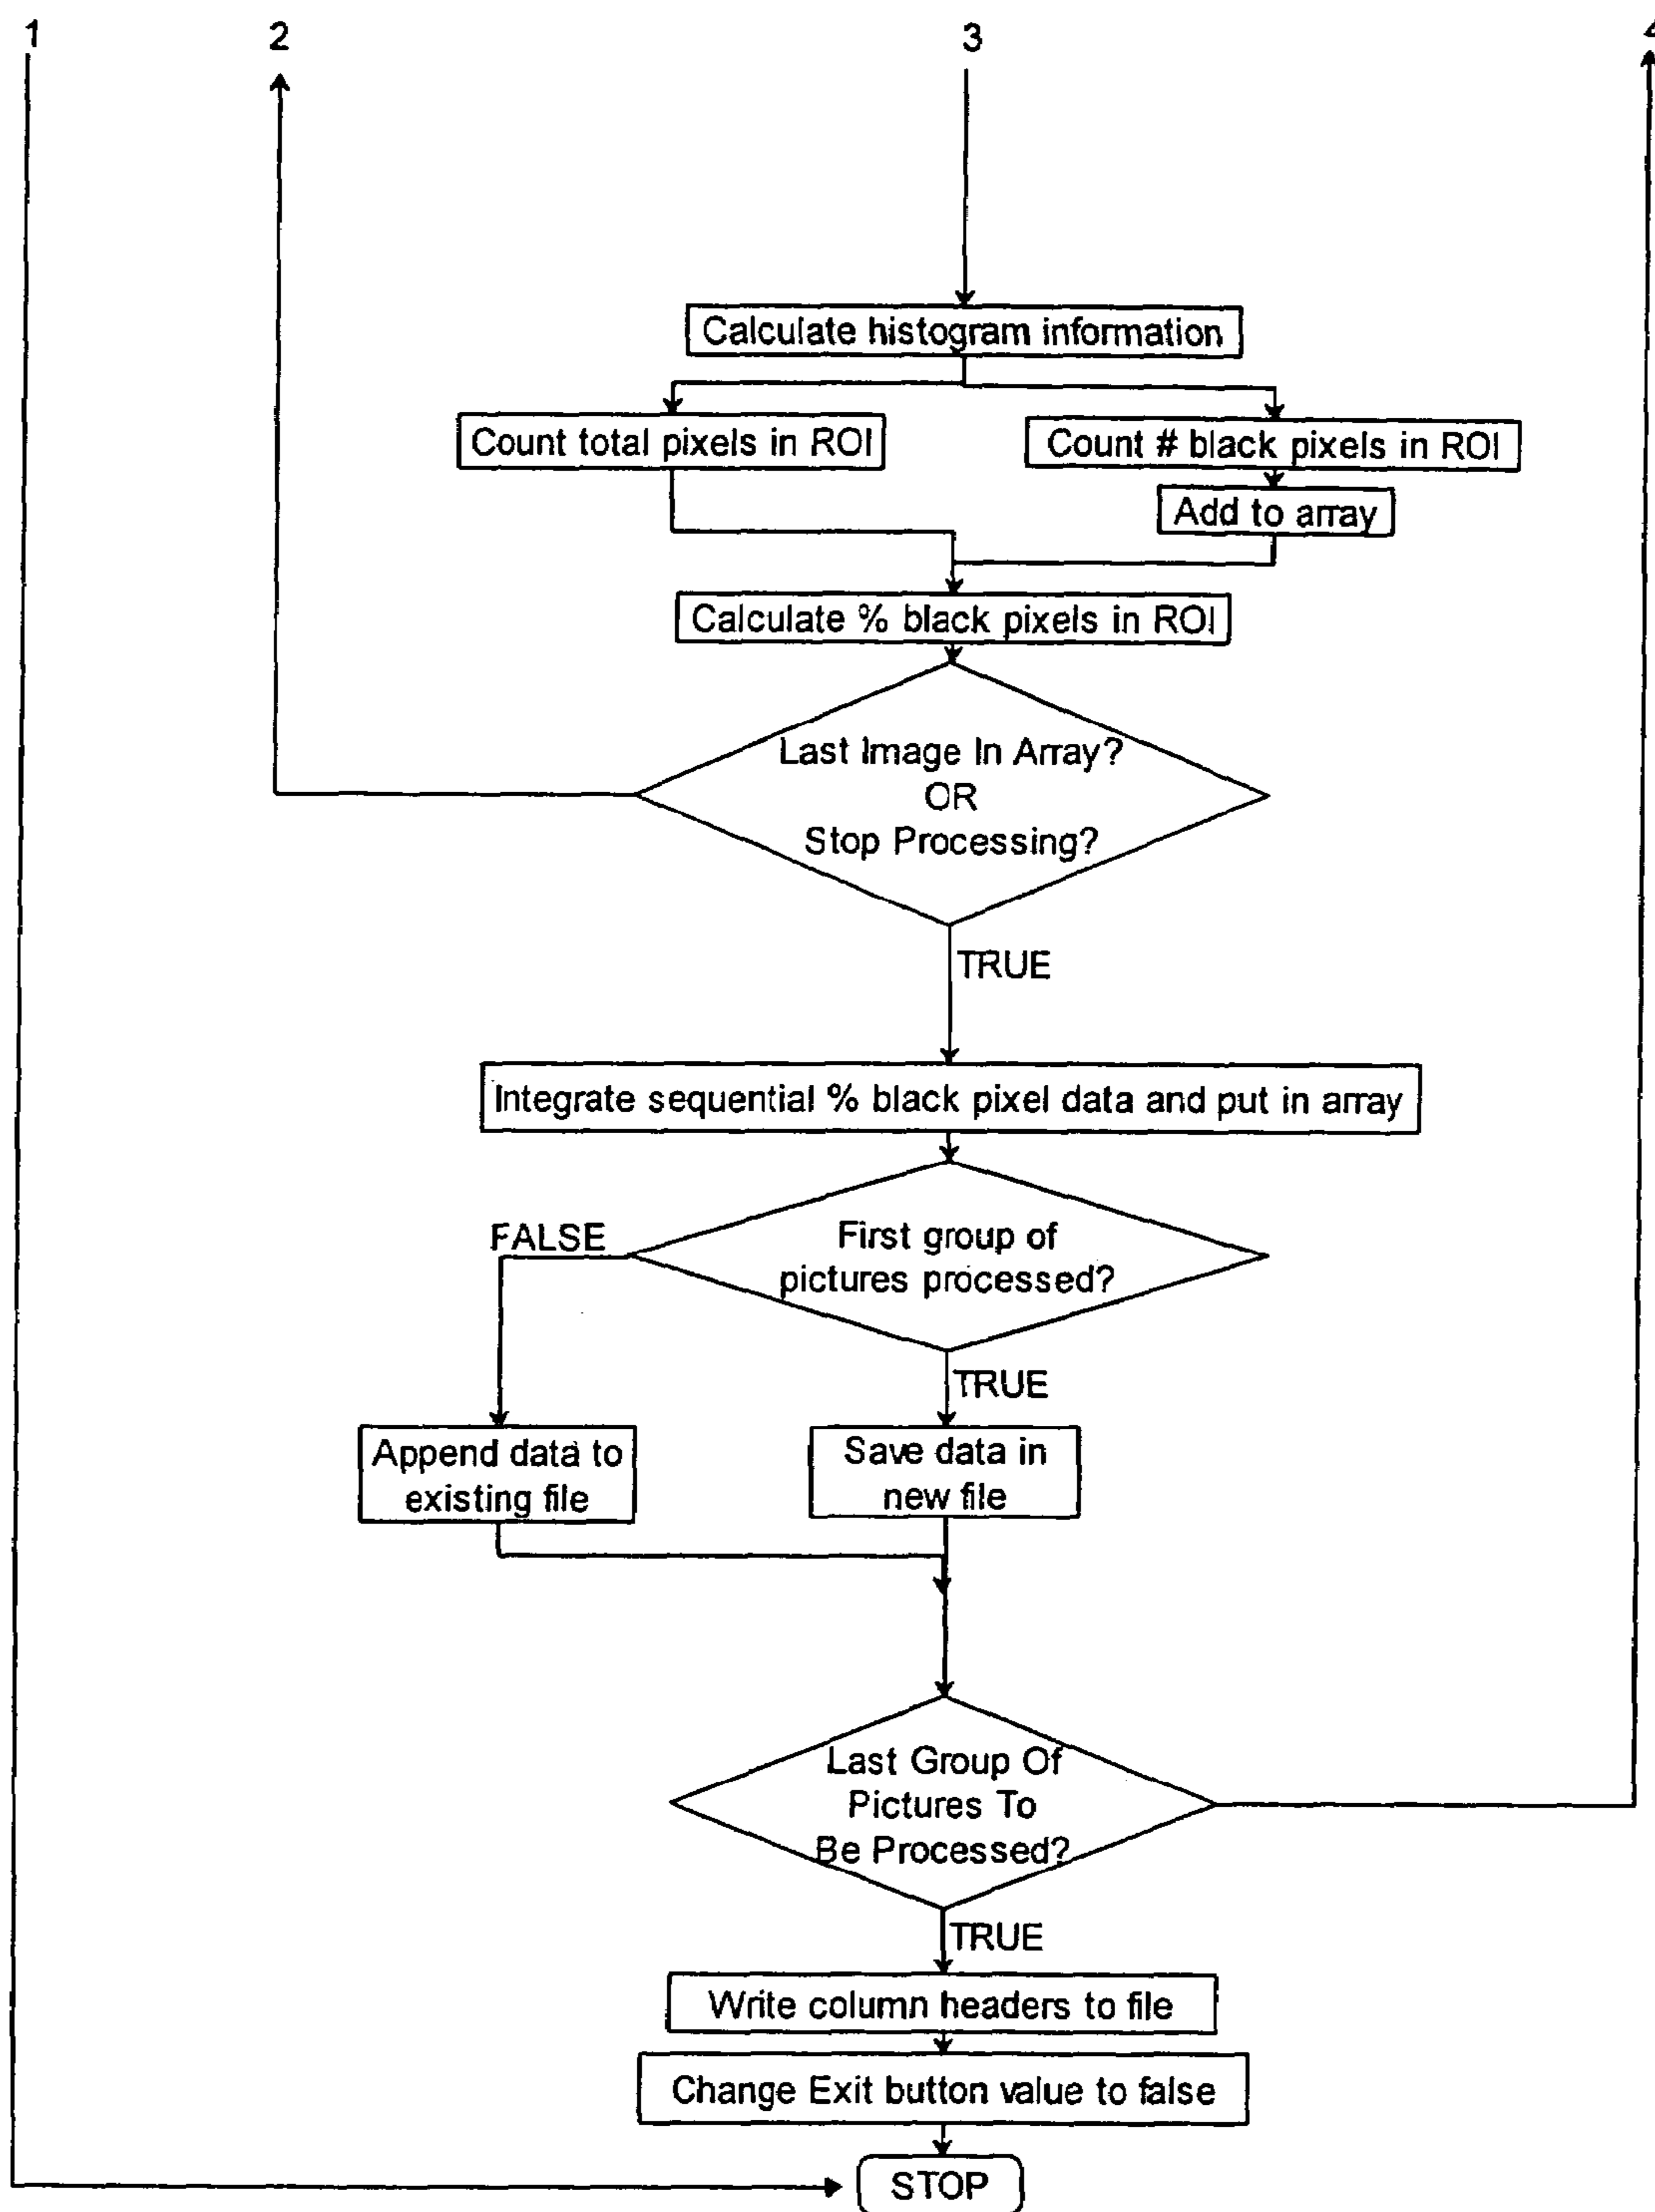 1
2
3
4
Calculate histogram information
Count total pixels in ROI
Count # black pixels in ROI
Add to array
Calculate % black pixels in ROI
Last Image In Array?
OR
Stop Processing?
TRUE
Integrate sequential % black pixel data and put in array
First group of
pictures processed?
FALSE
TRUE
Append data to
existing file
Save data in
new file
Last Group Of
Pictures To
Be Processed?
TRUE
Write column headers to file
Change Exit button value to false
STOP